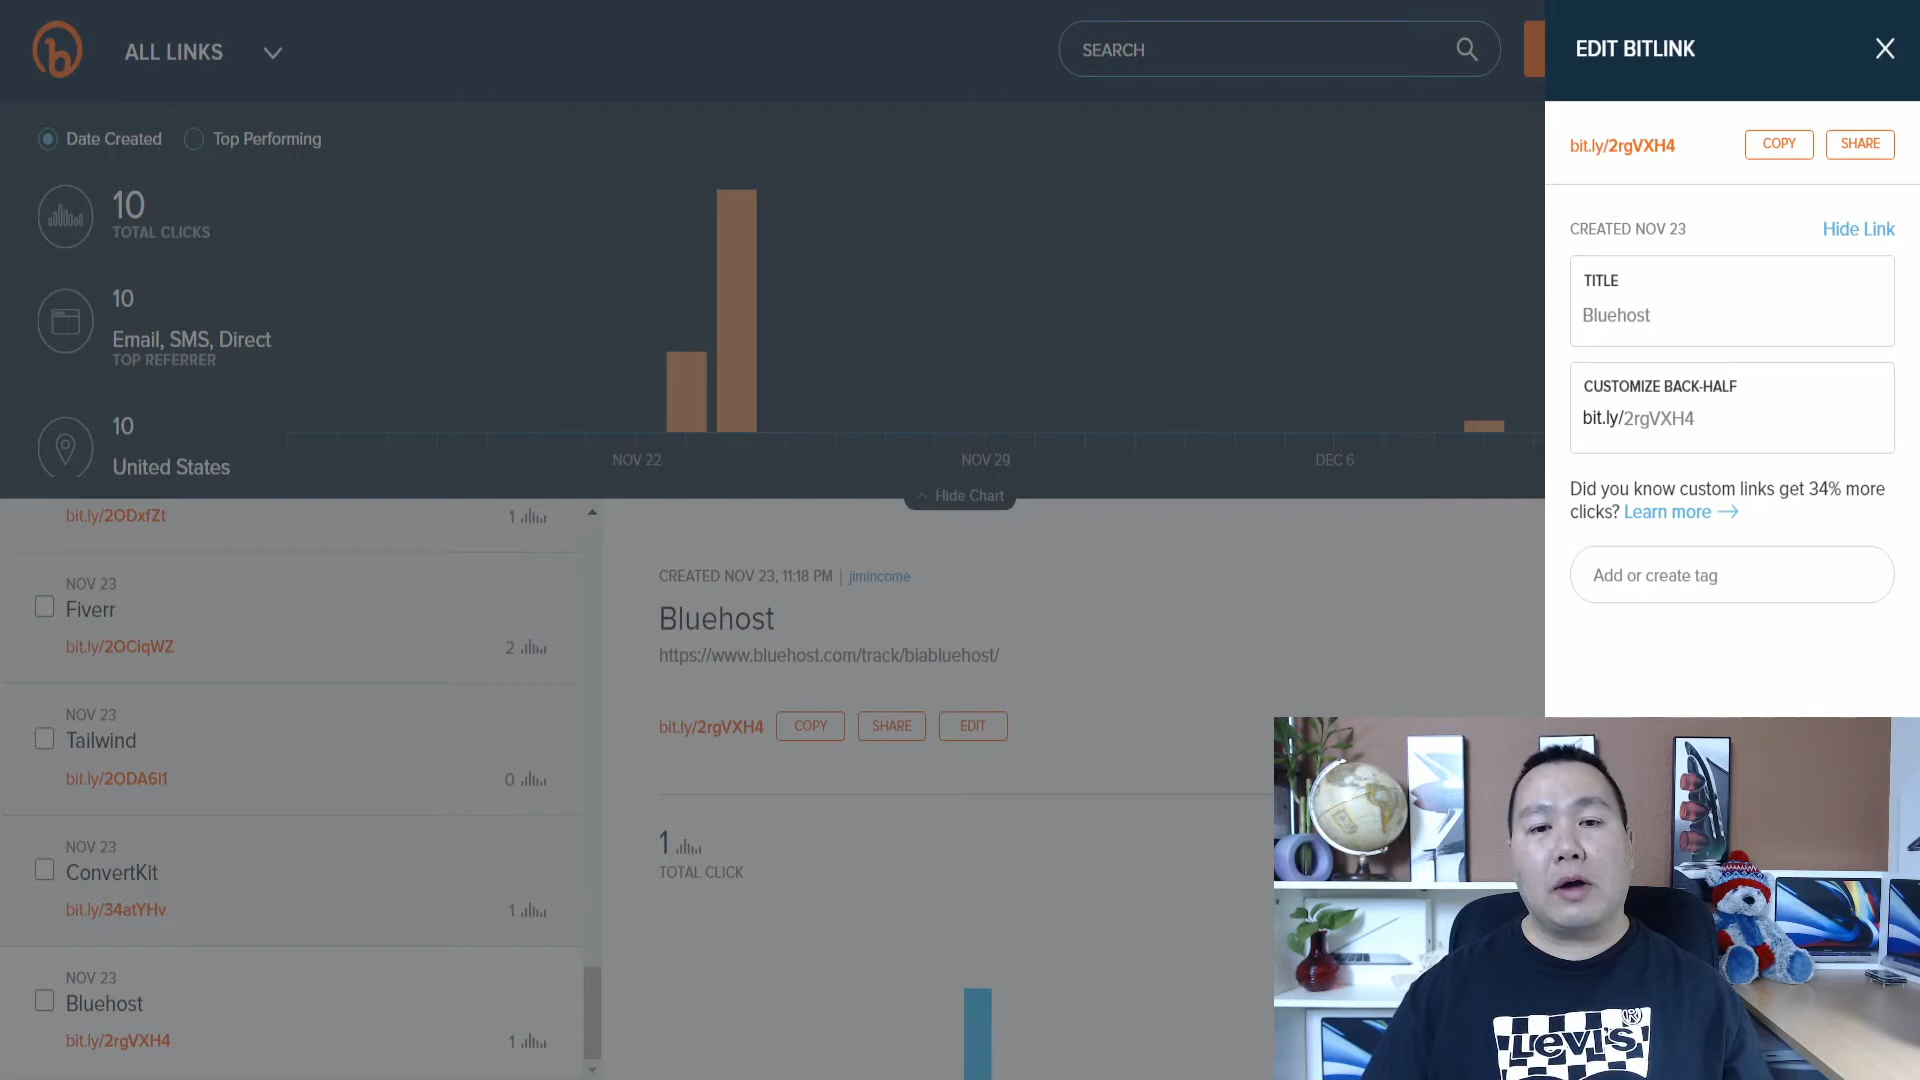 b
ALL LINKS
SEARCH
EDIT BITLINK
Date Created
Top Performing
10
TOTAL CLICKS
10
Email, SMS, Direct
TOP REFERRER
10
United States
NOV 22
NOV 29
DEC 6
Hide Chart
bit.ly/2rgVXH4
COPY
SHARE
CREATED NOV 23
Hide Link
TITLE
Bluehost
CUSTOMIZE BACK-HALF
bit.ly/2rgVXH4
Did you know custom links get 34% more
clicks? Learn more
Add or create tag
bit.ly/2ODxfZt
1
NOV 23
Fiverr
bit.ly/2OCiqWZ
2
NOV 23
Tailwind
bit.ly/2ODA6l1
0
NOV 23
ConvertKit
bit.ly/34atYHv
1
NOV 23
Bluehost
bit.ly/2rgVXH4
1
CREATED NOV 23, 11:18 PM | jimincome
Bluehost
https://www.bluehost.com/track/biabluehost/
bit.ly/2rgVXH4
COPY
SHARE
EDIT
1
TOTAL CLICK
Levi's